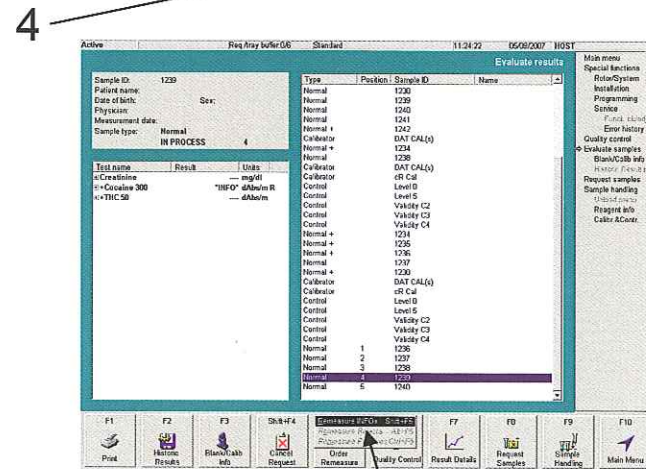 4
Active Req./tray buffer:0/6 Standard 11:24:22 05/09/2007 HOST
Evaluate results
Sample ID: 1239
Patient name:
Date of birth: Sex:
Physician:
Measurement date:
Sample type: Normal
IN PROCESS 4
Test name Result Units
Creatinine --- mg/dl
+Cocaine 300 "INFO" dAbs/m R
+THC 50 --- dAbs/m
Type Position Sample ID Name
Normal 1230
Normal 1239
Normal 1240
Normal 1241
Normal + 1242
Calibrator DAT CAL(s)
Normal + 1234
Normal 1238
Calibrator DAT CAL(s)
Calibrator cR Cal
Control Level 0
Control Level 5
Control Validity C2
Control Validity C3
Control Validity C4
Normal + 1234
Normal + 1235
Normal + 1236
Normal 1237
Normal + 1230
Calibrator DAT CAL(s)
Calibrator cR Cal
Control Level 0
Control Level 5
Control Validity C2
Control Validity C3
Control Validity C4
Normal 1 1236
Normal 2 1237
Normal 3 1238
Normal 4 1239
Normal 5 1240
Main menu
Special functions
Rotor/System
Installation
Programming
Service
Error history
Quality control
Evaluate samples
Blank/Calib info
Request samples
Sample handling
Reagent info
Calibr.&Contr.
F1 Print
F2 Historic Results
F3 Blank/Calib Info
Shift+F4 Cancel Request
Remeasure INFOs Shift+F5
Order Remeasure
Quality Control
F7 Result Details
F8 Request Samples
F9 Sample Handling
F10 Main Menu